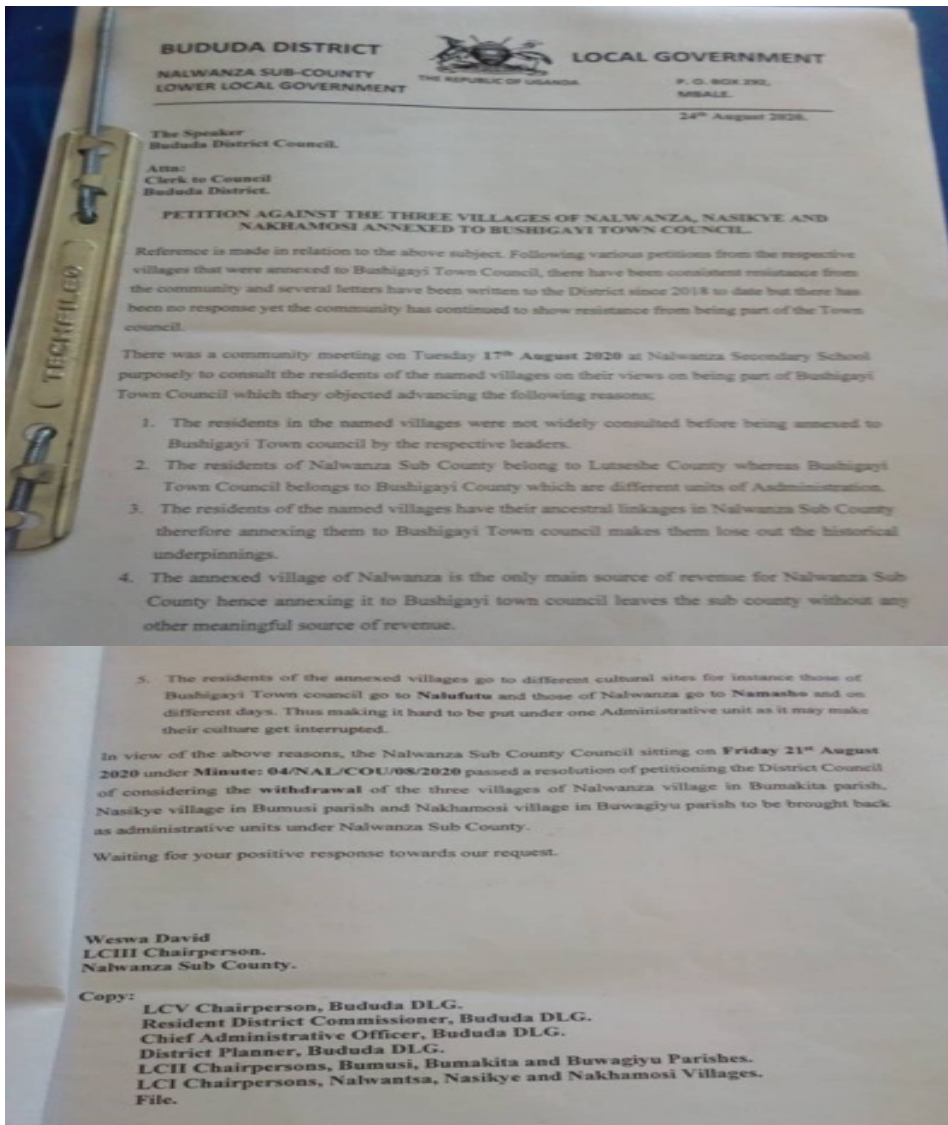 BUDUDA DISTRICT
LOCAL GOVERNMENT
NALWANZA SUB-COUNTY
LOWER LOCAL GOVERNMENT
THE REPUBLIC OF UGANDA
P. O. BOX 292,
MBALE.
24th August 2020.
The Speaker
Bududa District Council.
Attn:
Clerk to Council
Bududa District.
PETITION AGAINST THE THREE VILLAGES OF NALWANZA, NASIKYE AND
NAKHAMOSI ANNEXED TO BUSHIGAYI TOWN COUNCIL.
Reference is made in relation to the above subject. Following various petitions from the respective
villages that were annexed to Bushigayi Town Council, there have been consistent resistance from
the community and several letters have been written to the District since 2018 to date but there has
been no response yet the community has continued to show resistance from being part of the Town
council.
There was a community meeting on Tuesday 17th August 2020 at Nalwanza Secondary School
purposely to consult the residents of the named villages on their views on being part of Bushigayi
Town Council which they objected advancing the following reasons;
1. The residents in the named villages were not widely consulted before being annexed to
Bushigayi Town council by the respective leaders.
2. The residents of Nalwanza Sub County belong to Lutseshe County whereas Bushigayi
Town Council belongs to Bushigayi County which are different units of Asdministration.
3. The residents of the named villages have their ancestral linkages in Nalwanza Sub County
therefore annexing them to Bushigayi Town council makes them lose out the historical
underpinnings.
4. The annexed village of Nalwanza is the only main source of revenue for Nalwanza Sub
County hence annexing it to Bushigayi town council leaves the sub county without any
other meaningful source of revenue.
TECHFILE®
5. The residents of the annexed villages go to different cultural sites for instance those of
Bushigayi Town council go to Nalufutu and those of Nalwanza go to Namasho and on
different days. Thus making it hard to be put under one Administrative unit as it may make
their culture get interrupted.
In view of the above reasons, the Nalwanza Sub County Council sitting on Friday 21st August
2020 under Minute: 04/NAL/COU/08/2020 passed a resolution of petitioning the District Council
of considering the withdrawal of the three villages of Nalwanza village in Bumakita parish,
Nasikye village in Bumusi parish and Nakhamosi village in Buwagiyu parish to be brought back
as administrative units under Nalwanza Sub County.
Waiting for your positive response towards our request.
Weswa David
LCIII Chairperson.
Nalwanza Sub County.
Copy:
LCV Chairperson, Bududa DLG.
Resident District Commissioner, Bududa DLG.
Chief Administrative Officer, Bududa DLG.
District Planner, Bududa DLG.
LCII Chairpersons, Bumusi, Bumakita and Buwagiyu Parishes.
LCI Chairpersons, Nalwantsa, Nasikye and Nakhamosi Villages.
File.